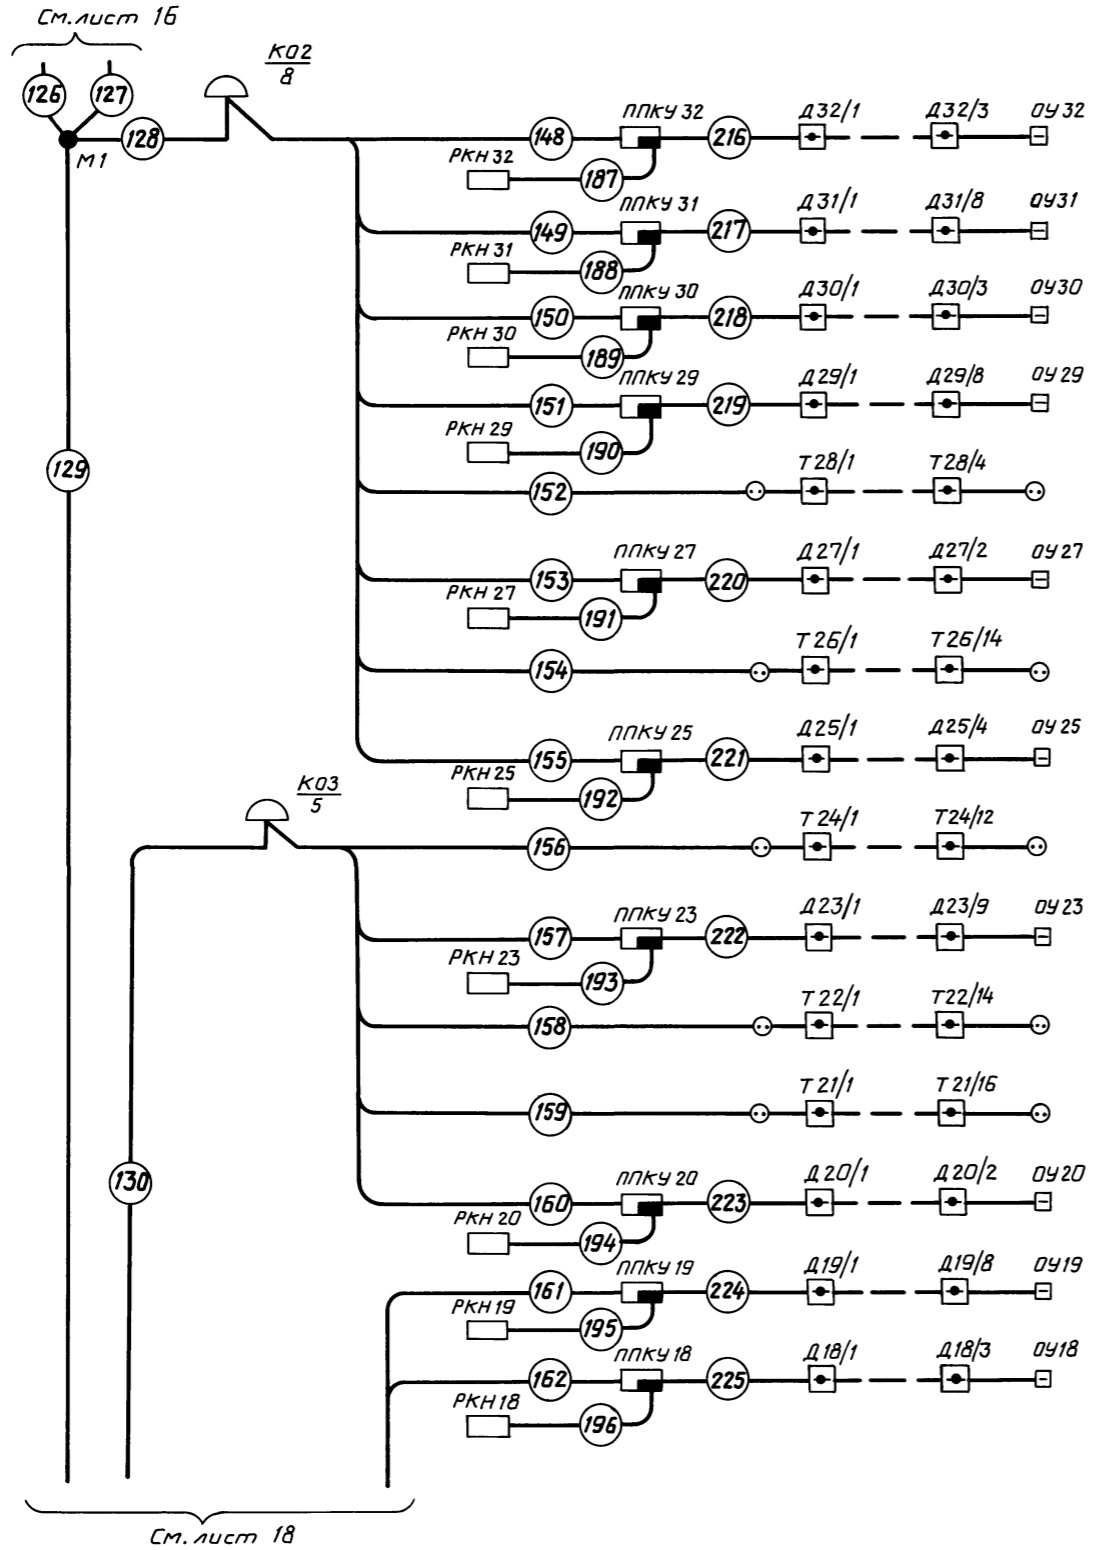 См. лист 16
126 127
К02
8
128
М1
148 ППКУ 32 216 Д32/1 Д32/3 ОУ 32
РКН 32 187
149 ППКУ 31 217 Д31/1 Д31/8 ОУ31
РКН 31 188
150 ППКУ 30 218 Д30/1 Д30/3 ОУ30
РКН 30 189
151 ППКУ 29 219 Д29/1 Д29/8 ОУ 29
РКН 29 190
129
152 Т28/1 Т28/4
153 ППКУ 27 220 Д27/1 Д27/2 ОУ 27
РКН 27 191
154 Т26/1 Т26/14
155 ППКУ 25 221 Д25/1 Д25/4 ОУ 25
РКН 25 192
К03
5
156 Т24/1 Т24/12
157 ППКУ 23 222 Д23/1 Д23/9 ОУ 23
РКН 23 193
158 Т22/1 Т22/14
159 Т21/1 Т21/16
130
160 ППКУ 20 223 Д20/1 Д20/2 ОУ20
РКН 20 194
161 ППКУ 19 224 Д19/1 Д19/8 ОУ19
РКН 19 195
162 ППКУ 18 225 Д18/1 Д18/3 ОУ18
РКН 18 196
См. лист 18